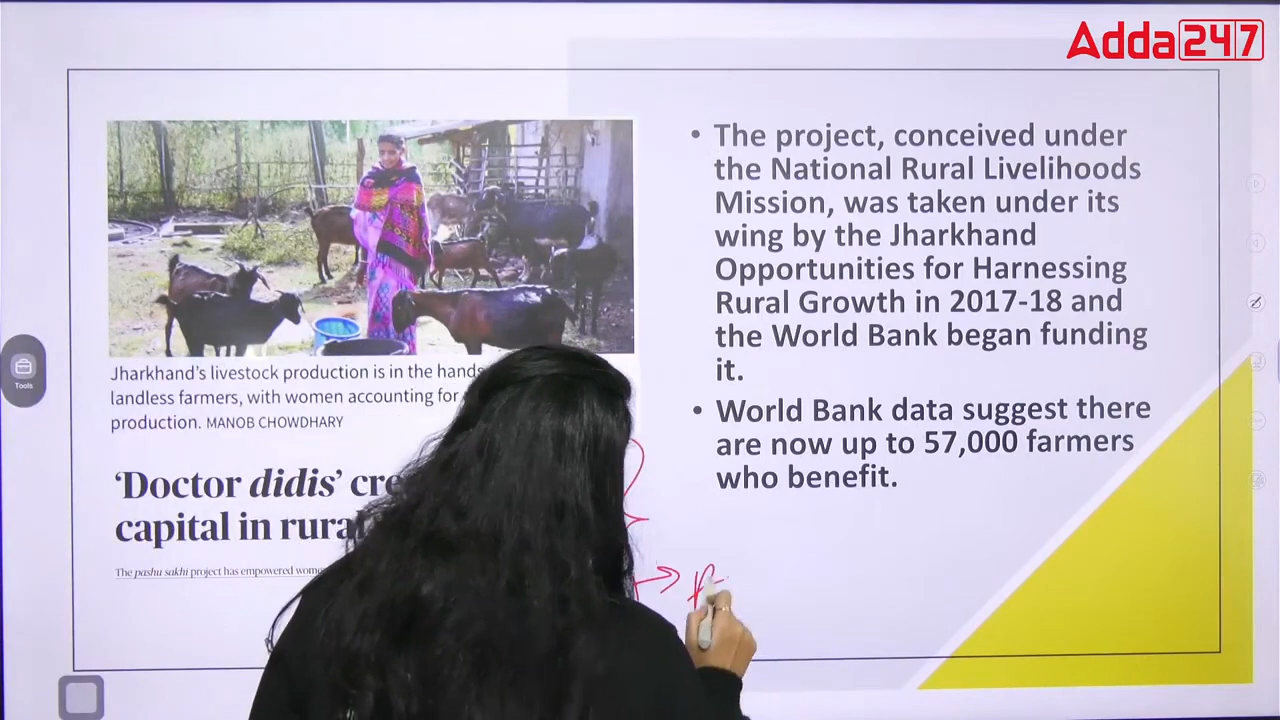 Adda247
• The project, conceived under
the National Rural Livelihoods
Mission, was taken under its
wing by the Jharkhand
Opportunities for Harnessing
Rural Growth in 2017-18 and
the World Bank began funding
it.
• World Bank data suggest there
are now up to 57,000 farmers
who benefit.
Jharkhand's livestock production is in the hands
landless farmers, with women accounting for
production. MANOB CHOWDHARY
'Doctor didis'
capital in rural
The pashu sakhi project has empowered
Tools